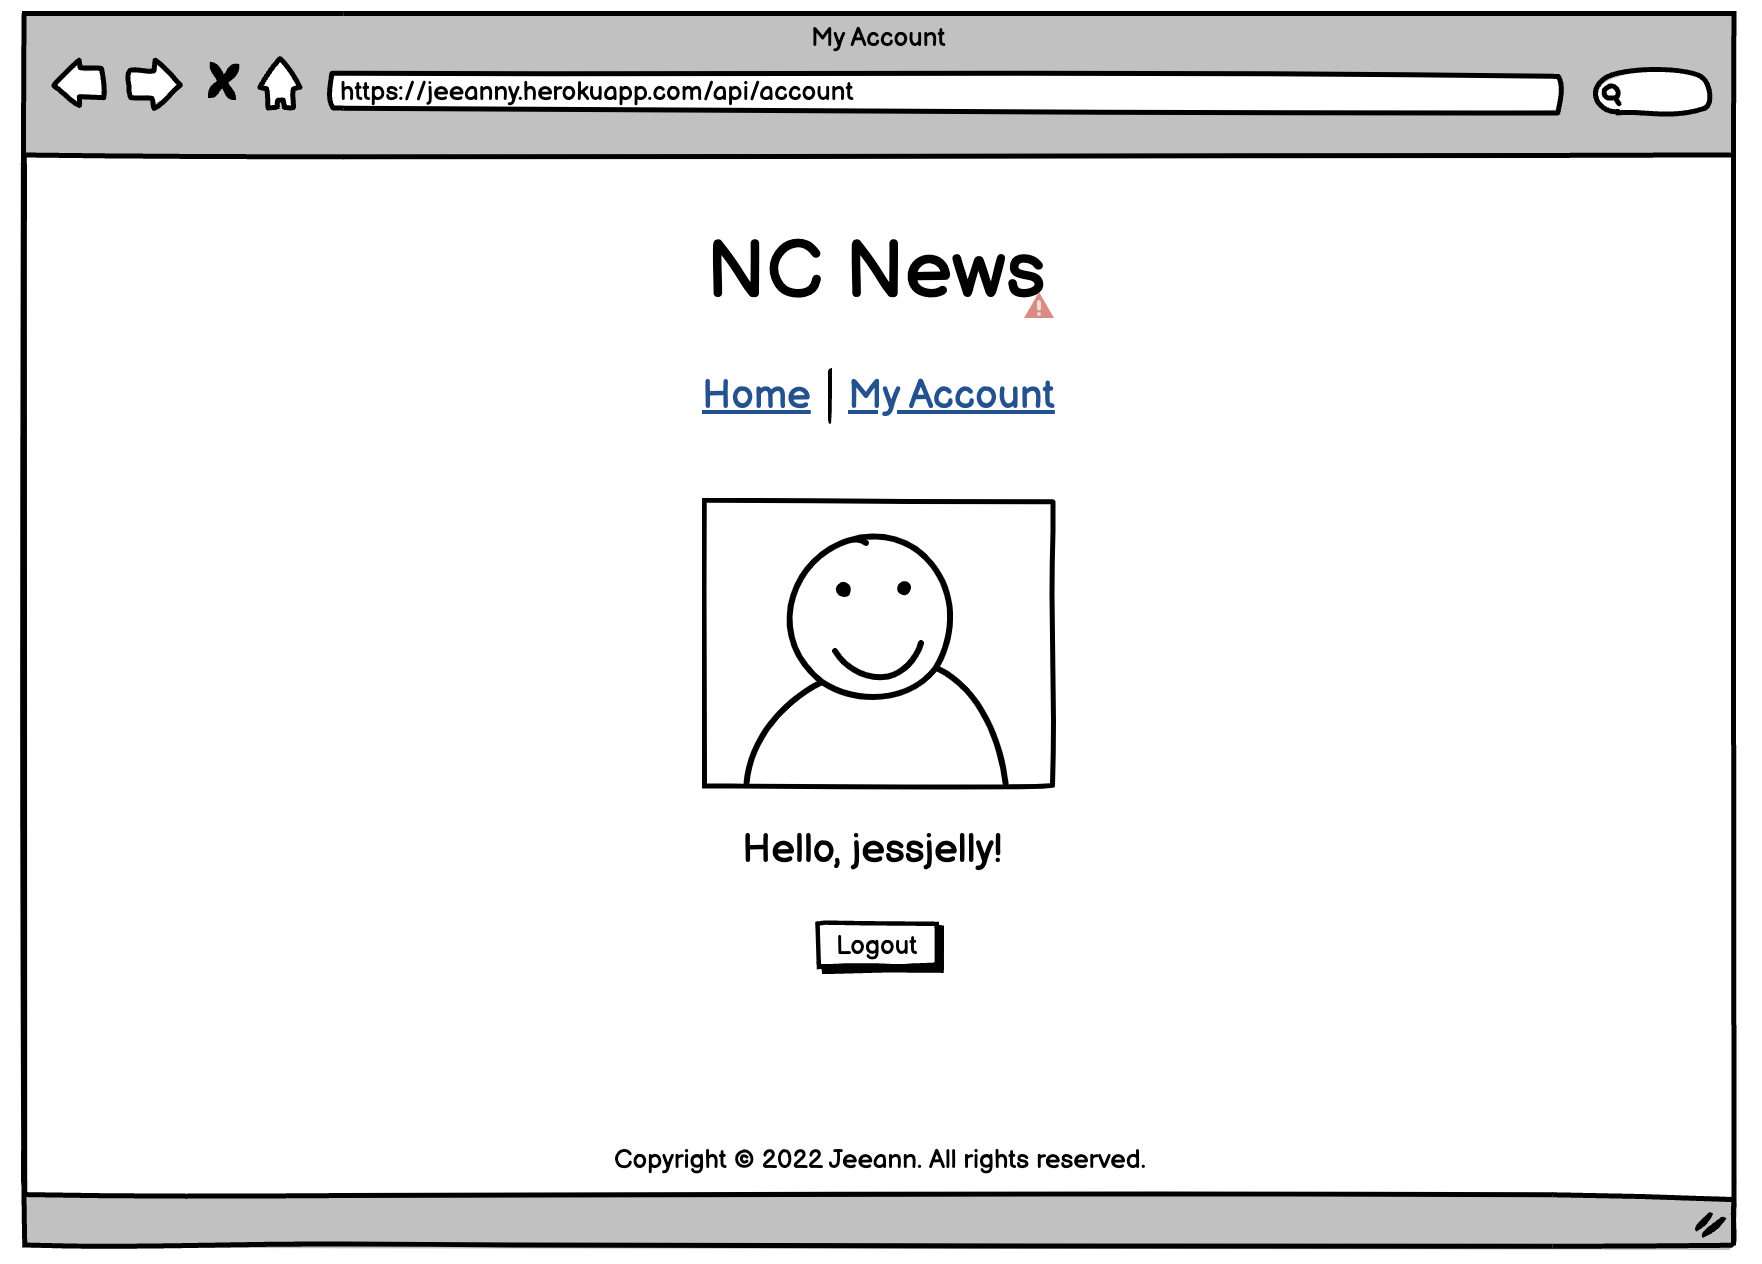 My Account
https://jeeanny.herokuapp.com/api/account
NC News
Home | My Account
Hello, jessjelly!
Logout
Copyright © 2022 Jeeann. All rights reserved.